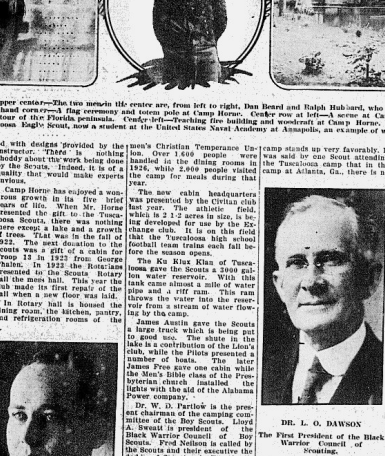 pper center—The two men in the center are, from left to right, Dan Beard and Ralph Hubbard, who
hand corner—A flag ceremony and totem pole at Camp Horne. Center row at left—A scene at Ca
tour of the Florida peninsula. Center left—Teaching fire building and woodcraft at Camp Horne.
oosa Eagle Scout, now a student at the United States Naval Academy at Annapolis, an example of w
d, with designs provided by the
nstructor. There is nothing
hoddy about the work being done
y the Scouts. Indeed, it is of a
uality that would make experts
nvious.
Camp Horne has enjoyed a won-
rous growth in its five brief
ears of life. When Mr. Horne
resented the gift to the Tusca-
oosa Scouts, there was nothing
here except a lake and a growth
f trees. That was in the fall of
922. The next donation to the
couts was a gift of a cabin for
roop 13 in 1923 from George
halon. In 1923 the Rotarians
resented to the Scouts Rotary
all the mess hall. This year the
lub made its first repair of the
all when a new floor was laid.
In Rotary hall is housed the
ining room, the kitchen, pantry,
nd refrigeration rooms of the
men's Christian Temperance Un-
ion. Over 1,600 people were
handled in the dining rooms in
1926, while 2,000 people visited
the camp for meals during that
year.
The new cabin headquarters
was presented by the Civitan club
last year. The athletic field,
which is 2 1-2 acres in size, is be-
ing developed for use by the Ex-
change club. It is on this field
that the Tuscaloosa high school
football team trains each fall be-
fore the season opens.
The Ku Klux Klan of Tusca-
loosa gave the Scouts a 3000 gal-
lon water reservoir. With this
tank came almost a mile of water
pipe and a riff ram. This ram
throws the water into the reser-
voir from a stream of water flow-
ing by the camp.
James Austin gave the Scouts
a large truck which is being put
to good use. The shute in the
lake is a contribution of the Lion's
club, while the Pilots presented a
number of boats. The later
James Free gave one cabin while
the Men's Bible class of the Pres-
byterian church installed the
lights with the aid of the Alabama
Power company.
Dr. W. D. Partlow is the pres-
ent chairman of the camping com-
mittee of the Boy Scouts. Lloyd
A. Sweatt is president of the
Black Warrior Council of Boy
Scouts. Fred Nelson is called by
the Scouts and their executive the
camp stands up very favorably. I
was said by one Scout attendin
the Tuscaloosa camp that in th
camp at Atlanta, Ga., there is n
DR. L. O. DAWSON
The First President of the Black
Warrior Council of
Scouting.